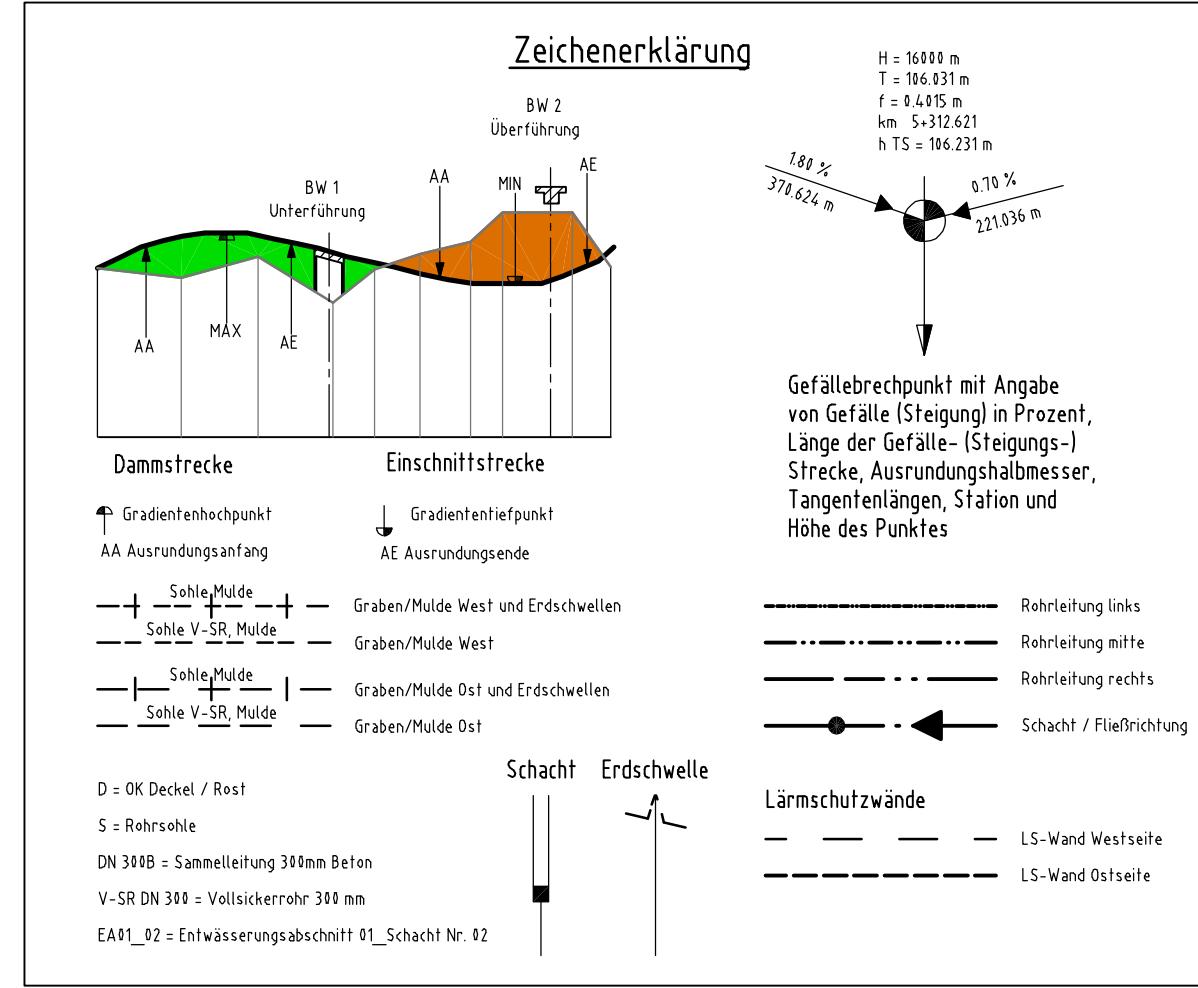 Zeichenerklärung
H = 16000 m
T = 106.031 m
f = 0.4015 m
km 5+312.621
h TS = 106.231 m
1.80 %
370.624 m
0.70 %
221.036 m
BW 2
Überführung
BW 1
Unterführung
AA
MIN
AE
AA
MAX
AE
Dammstrecke
Einschnittstrecke
Gefällebrechpunkt mit Angabe
von Gefälle (Steigung) in Prozent,
Länge der Gefälle- (Steigungs-)
Strecke, Ausrundungshalbmesser,
Tangentenlängen, Station und
Höhe des Punktes
Gradientenhochpunkt
Gradiententiefpunkt
AA Ausrundungsanfang
AE Ausrundungsende
Sohle Mulde
Graben/Mulde West und Erdschwellen
Sohle V-SR, Mulde
Graben/Mulde West
Sohle Mulde
Graben/Mulde Ost und Erdschwellen
Sohle V-SR, Mulde
Graben/Mulde Ost
Rohrleitung links
Rohrleitung mitte
Rohrleitung rechts
Schacht / Fließrichtung
D = OK Deckel / Rost
S = Rohrsohle
DN 300B = Sammelleitung 300mm Beton
V-SR DN 300 = Vollsickerrohr 300 mm
EA01_02 = Entwässerungsabschnitt 01_Schacht Nr. 02
Schacht
Erdschwelle
Lärmschutzwände
LS-Wand Westseite
LS-Wand Ostseite